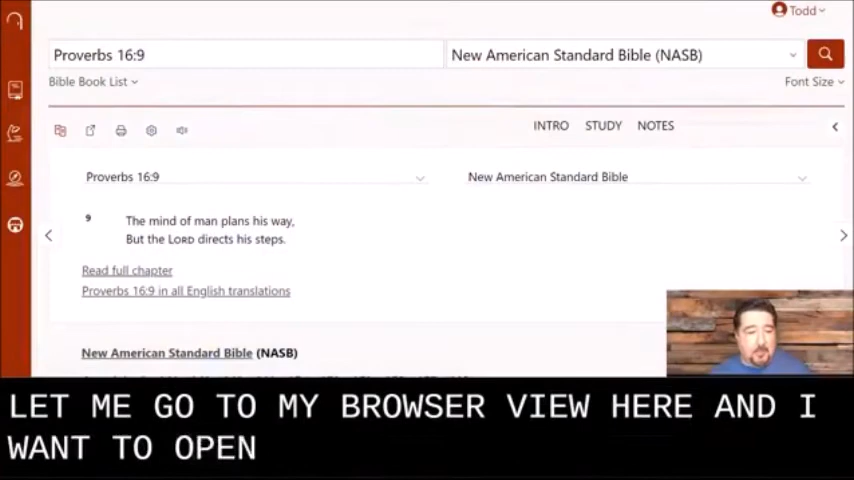 Todd
Proverbs 16:9
New American Standard Bible (NASB)
Bible Book List
Font Size
INTRO STUDY NOTES
Proverbs 16:9
New American Standard Bible
9 The mind of man plans his way,
But the LORD directs his steps.
Read full chapter
Proverbs 16:9 in all English translations
New American Standard Bible (NASB)
LET ME GO TO MY BROWSER VIEW HERE AND I
WANT TO OPEN